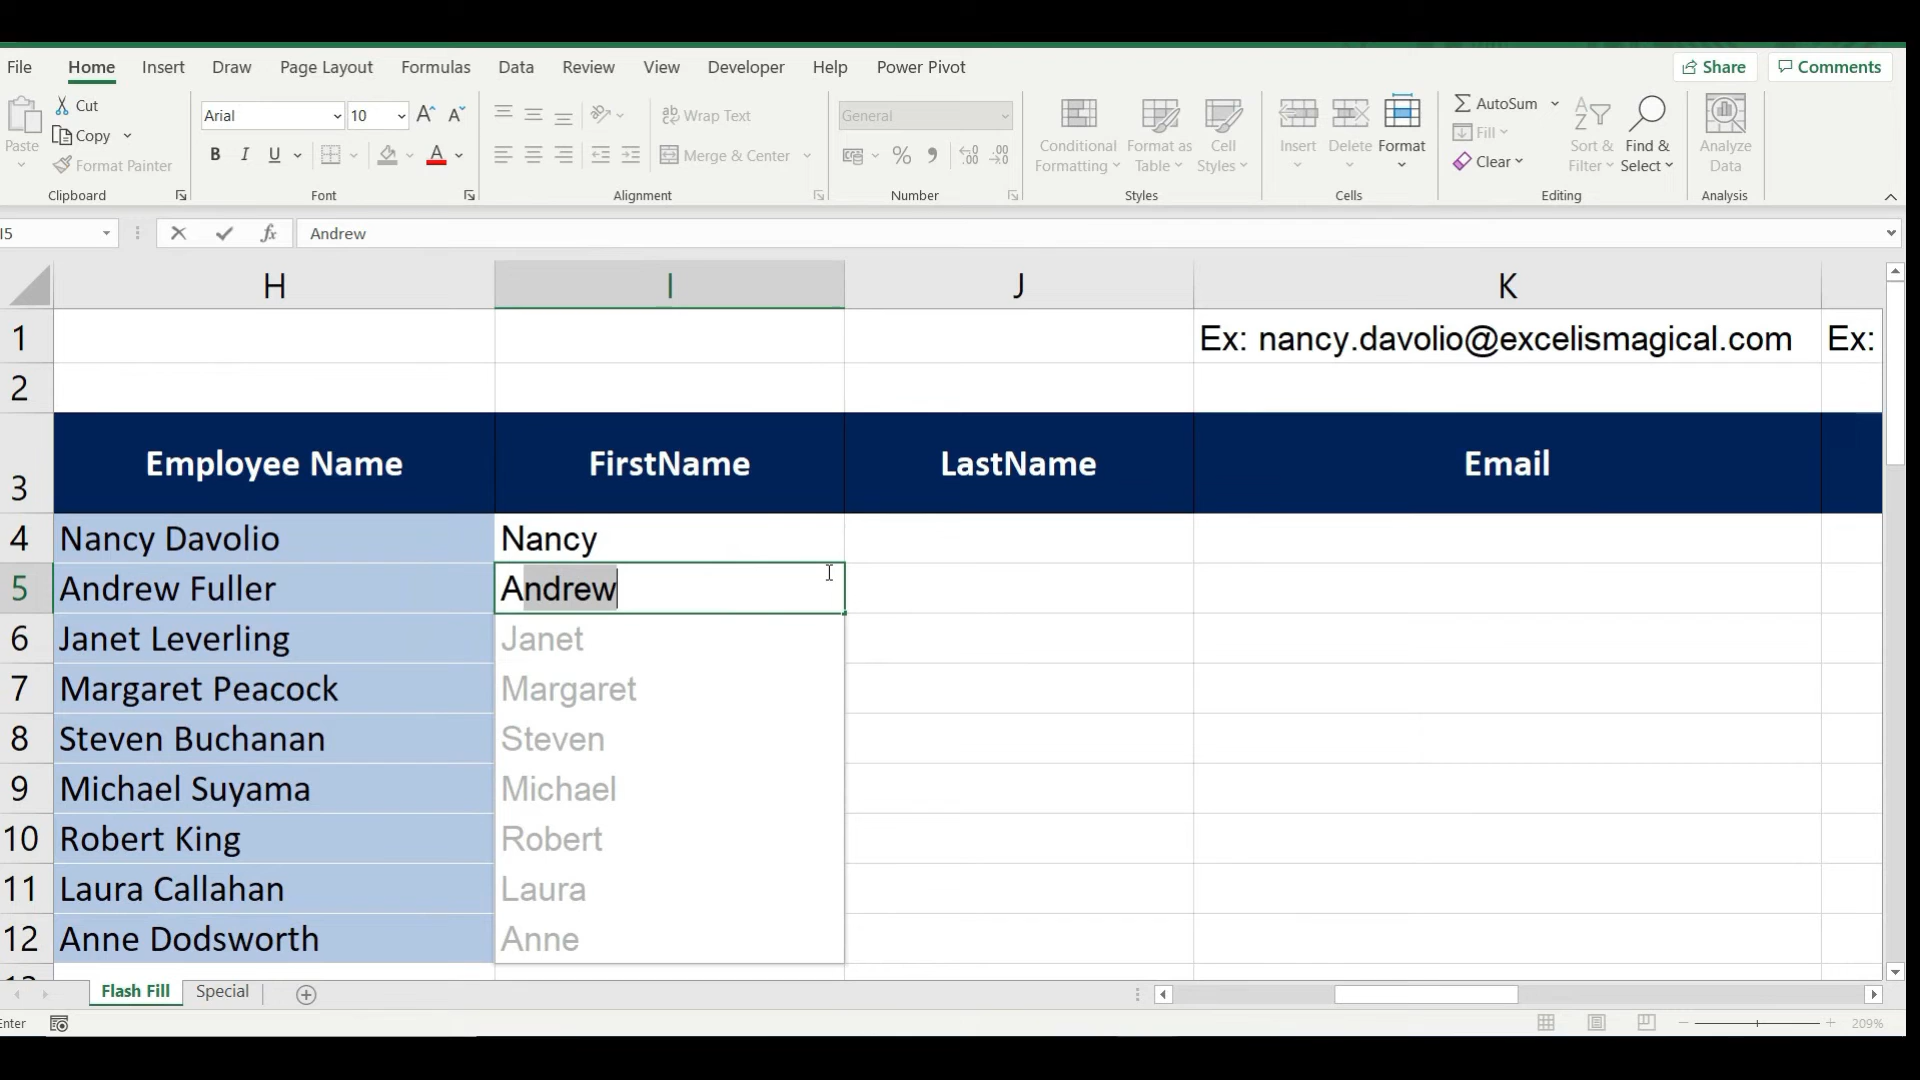 File Home Insert Draw Page Layout Formulas Data Review View Developer Help Power Pivot Share Comments
Cut
Copy
Format Painter
Paste
Clipboard
Arial 10
B I U A
Font
ab Wrap Text
Merge & Center
Alignment
General
% 9 .00
Number
Conditional Formatting
Format as Table
Cell Styles
Styles
Insert Delete Format
Cells
AutoSum
Fill
Clear
Sort & Filter
Find & Select
Editing
Analyze Data
Analysis
I5 fx Andrew
H I J K
1 Ex: nancy.davolio@excelismagical.com Ex:
2
3 Employee Name FirstName LastName Email
4 Nancy Davolio Nancy
5 Andrew Fuller Andrew
6 Janet Leverling Janet
7 Margaret Peacock Margaret
8 Steven Buchanan Steven
9 Michael Suyama Michael
10 Robert King Robert
11 Laura Callahan Laura
12 Anne Dodsworth Anne
Flash Fill Special
Enter 209%